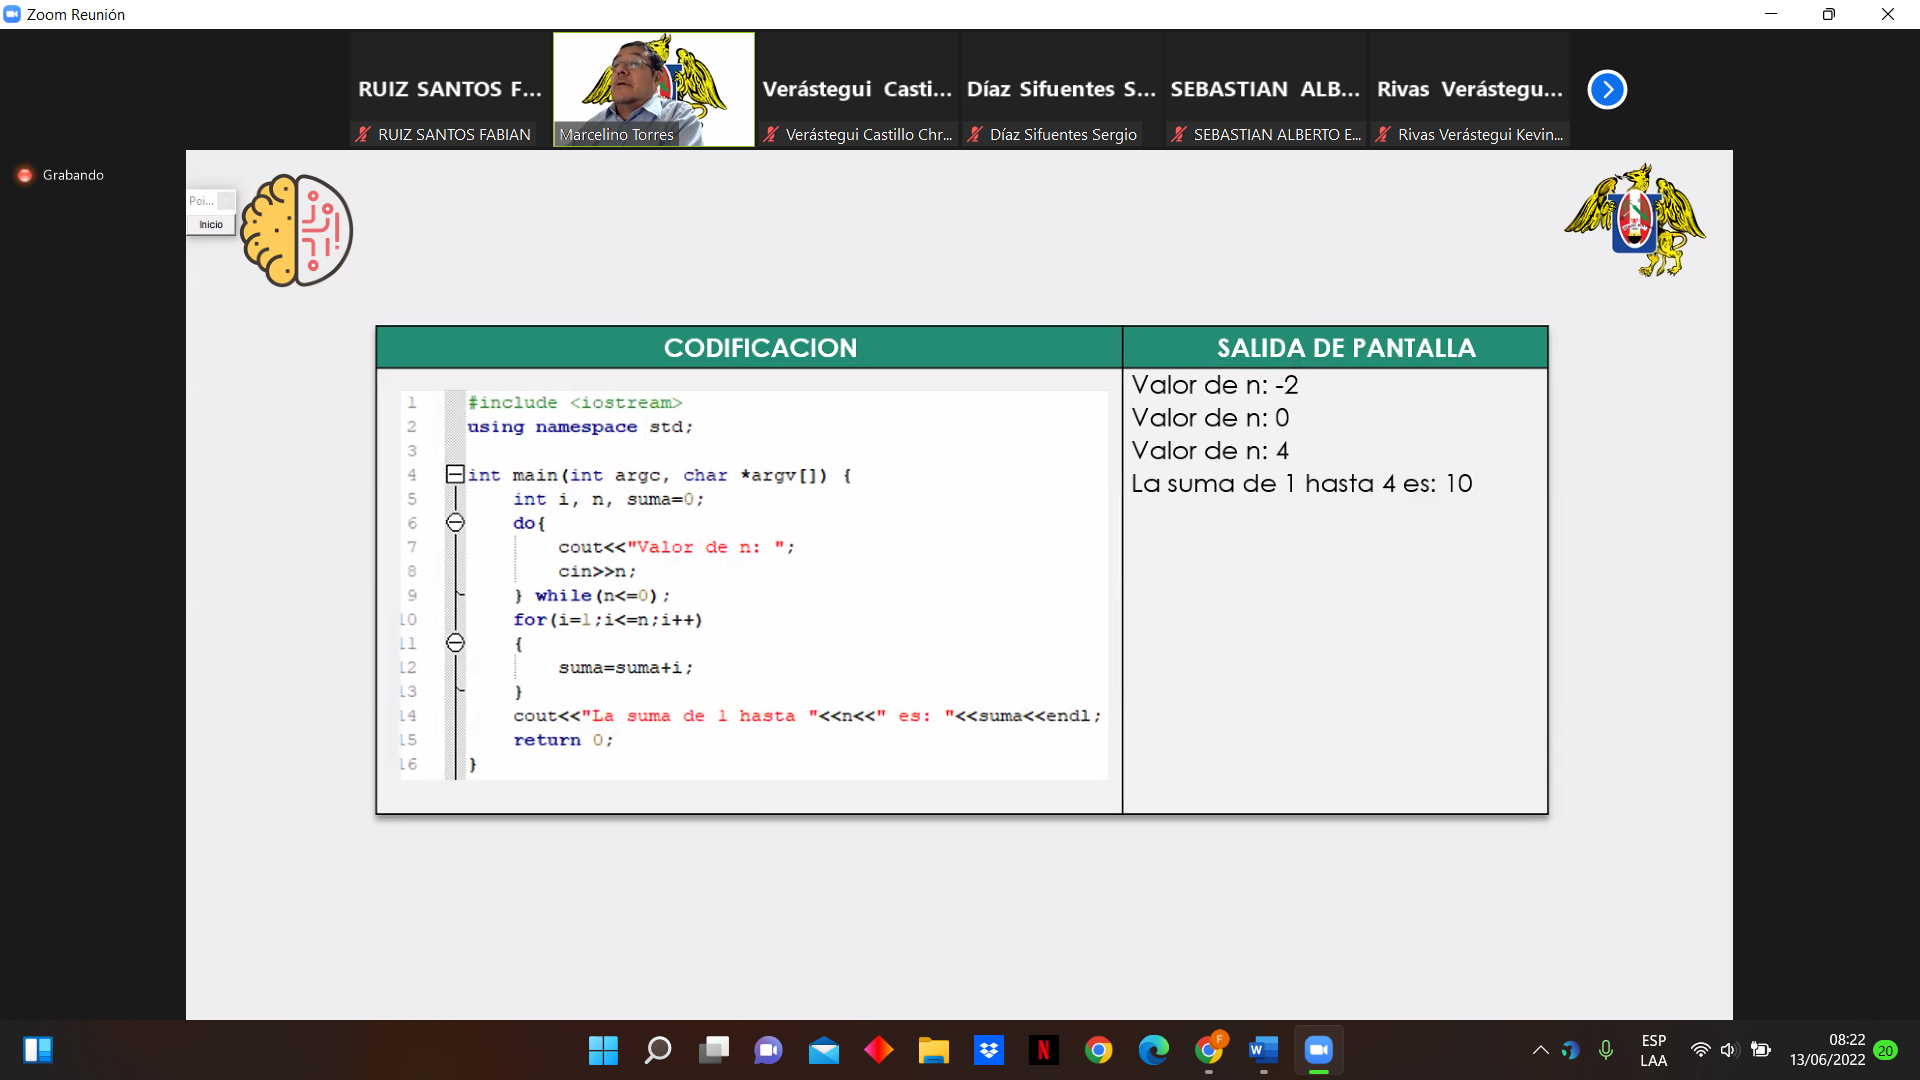 Zoom Reunión
RUIZ SANTOS F...
Verástegui Casti...
Díaz Sifuentes S...
SEBASTIAN ALB...
Rivas Verástegu...
RUIZ SANTOS FABIAN
Marcelino Torres
Verástegui Castillo Chr...
Díaz Sifuentes Sergio
SEBASTIAN ALBERTO E...
Rivas Verástegui Kevin...
Grabando
Poi...
Inicio
CODIFICACION
SALIDA DE PANTALLA
1 #include <iostream>
2 using namespace std;
3
4 int main(int argc, char *argv[]) {
5 int i, n, suma=0;
6 do{
7 cout<<"Valor de n: ";
8 cin>>n;
9 } while(n<=0);
10 for(i=1;i<=n;i++)
11 {
12 suma=suma+i;
13 }
14 cout<<"La suma de 1 hasta "<<n<<" es: "<<suma<<endl;
15 return 0;
16 }
Valor de n: -2
Valor de n: 0
Valor de n: 4
La suma de 1 hasta 4 es: 10
F
N
W
ESP
LAA
08:22
13/06/2022
20